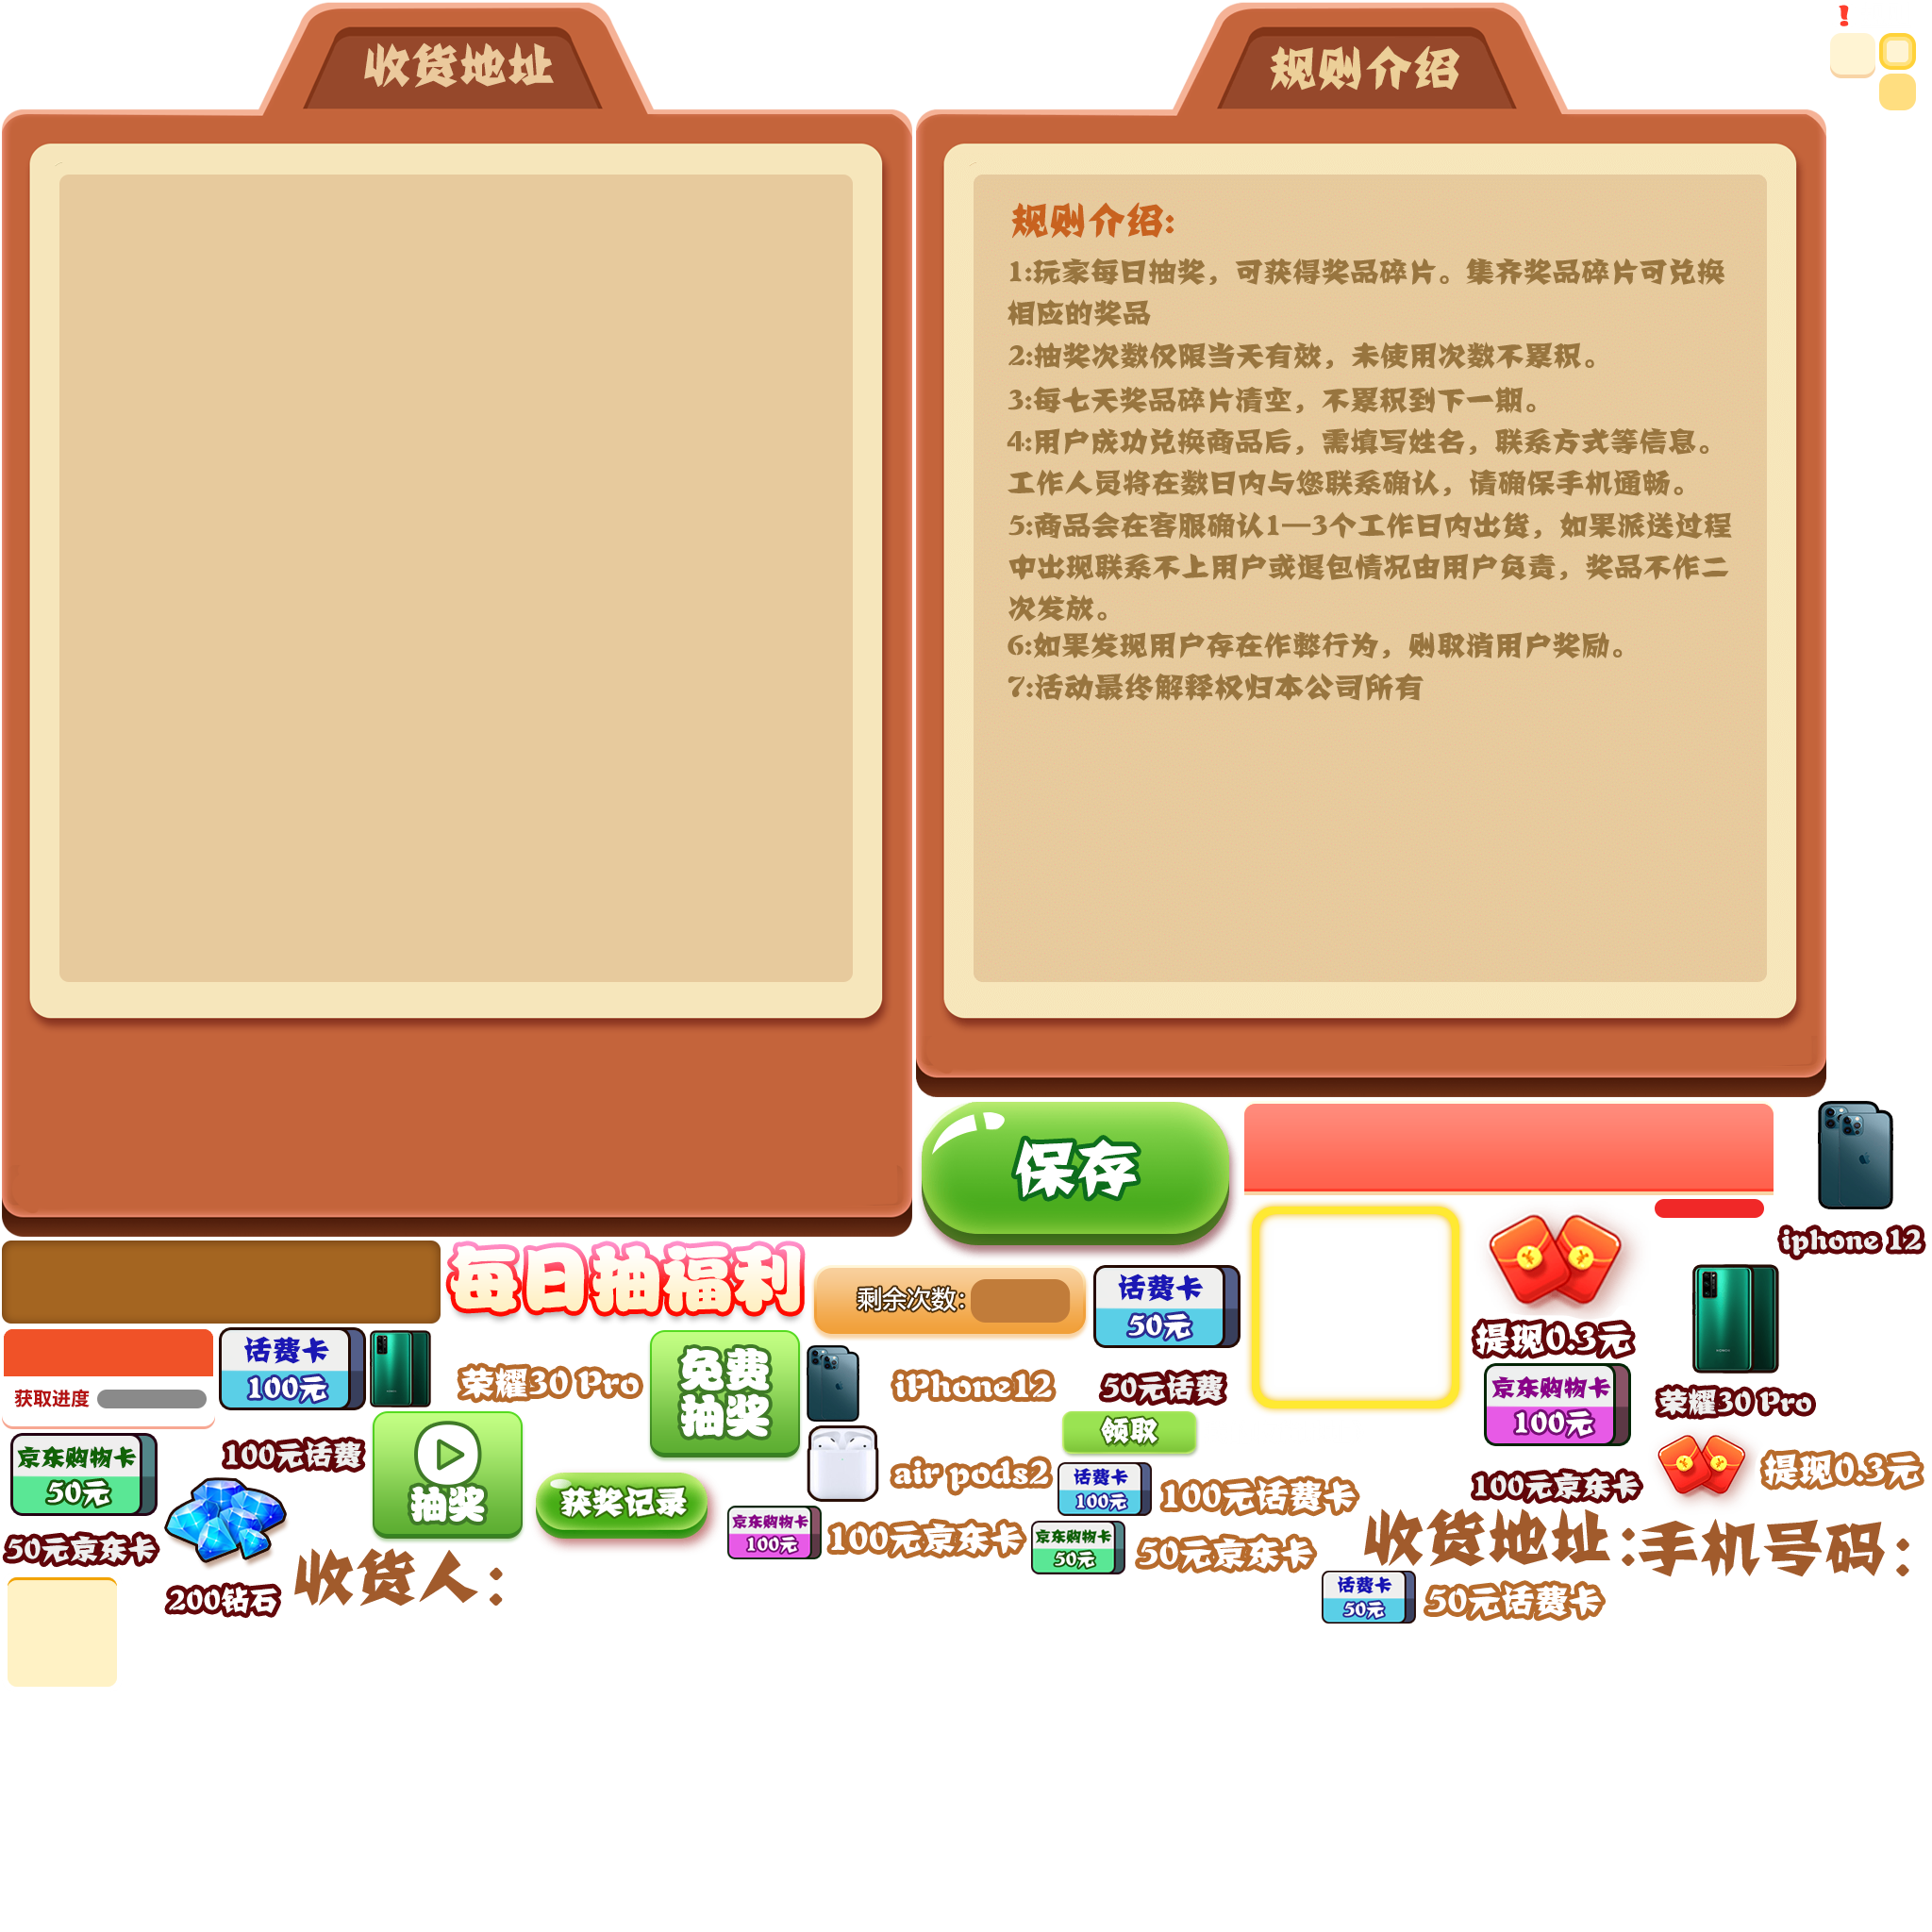 收货地址
规则介绍
!
规则介绍:
1:玩家每日抽奖，可获得奖品碎片。集齐奖品碎片可兑换
相应的奖品
2:抽奖次数仅限当天有效，未使用次数不累积。
3:每七天奖品碎片清空，不累积到下一期。
4:用户成功兑换商品后，需填写姓名，联系方式等信息。
工作人员将在数日内与您联系确认，请确保手机通畅。
5:商品会在客服确认1—3个工作日内出货，如果派送过程
中出现联系不上用户或退包情况由用户负责，奖品不作二
次发放。
6:如果发现用户存在作弊行为，则取消用户奖励。
7:活动最终解释权归本公司所有
保存
iphone 12
每日抽福利
剩余次数:
话费卡
50元
提现0.3元
话费卡
100元
荣耀30 Pro
免费
抽奖
iPhone12
50元话费
京东购物卡
100元
荣耀30 Pro
获取进度
领取
京东购物卡
50元
100元话费
抽奖
获奖记录
air pods2
话费卡
100元
100元话费卡
100元京东卡
提现0.3元
50元京东卡
京东购物卡
100元
100元京东卡
京东购物卡
50元
50元京东卡
收货地址:
手机号码:
200钻石
收货人:
话费卡
50元
50元话费卡